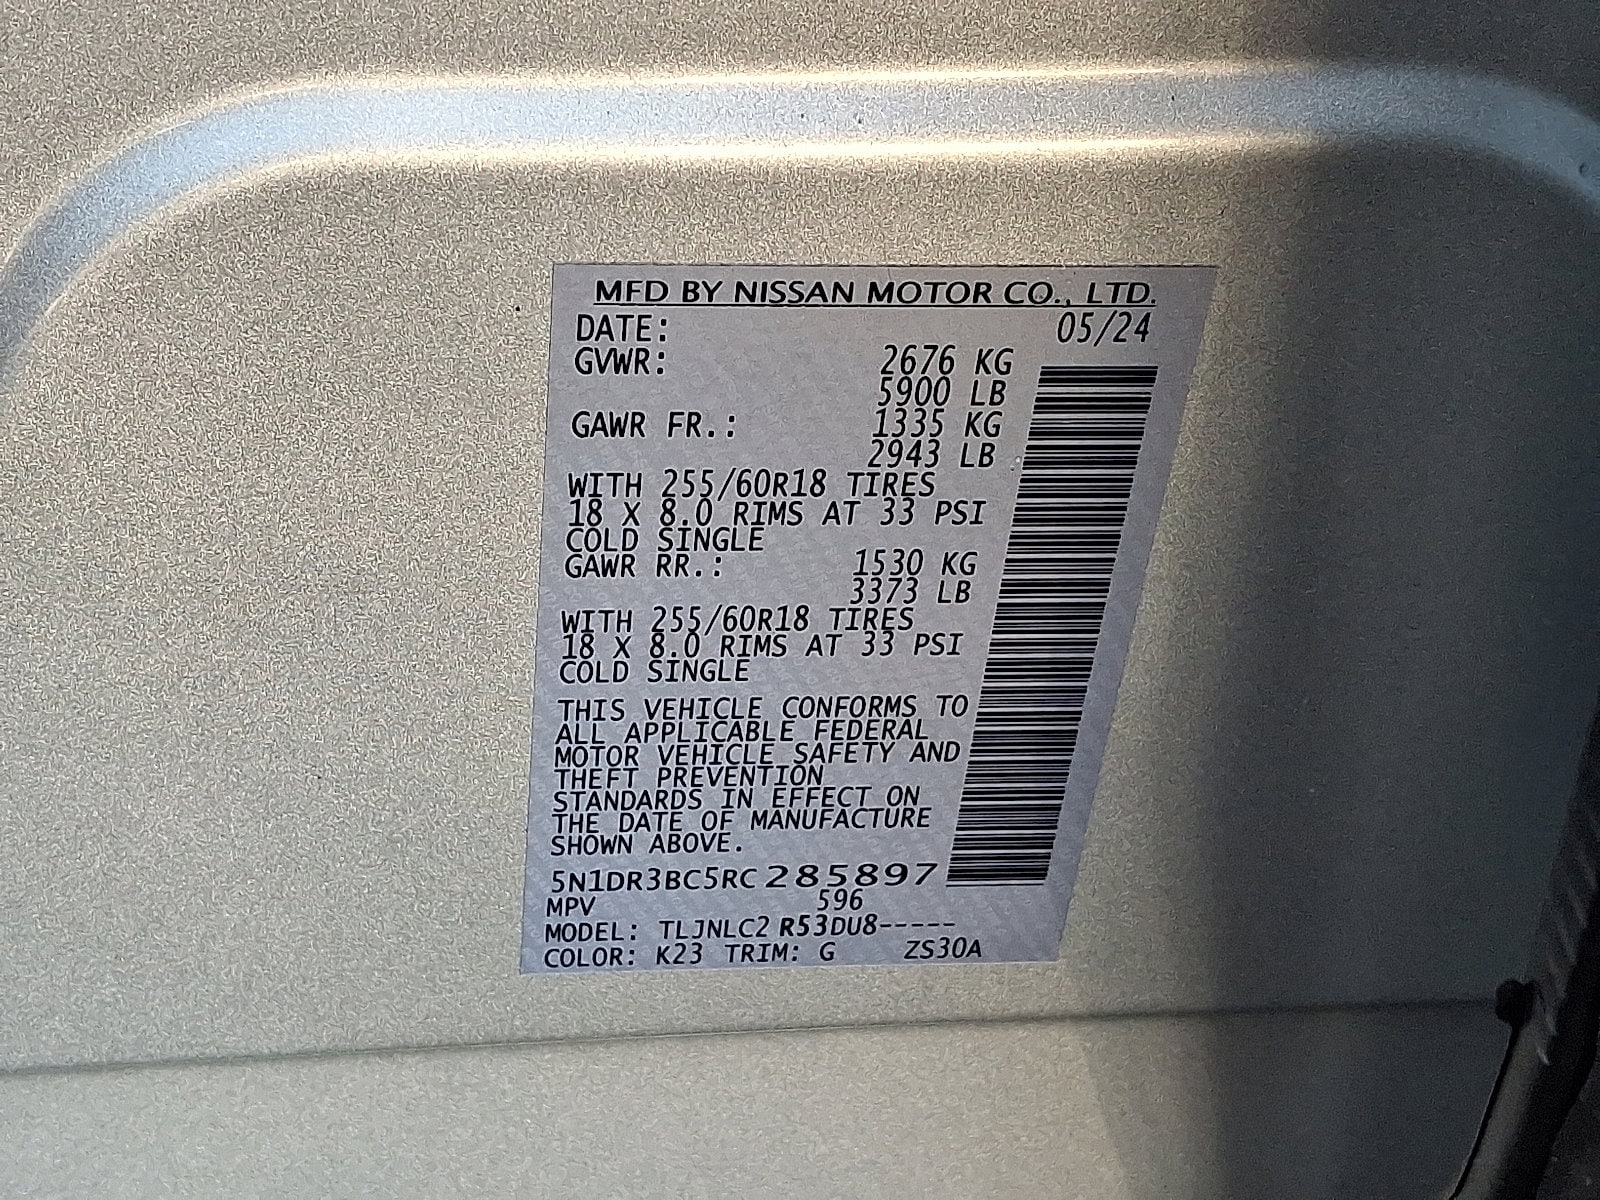 MFD BY NISSAN MOTOR CO., LTD.
DATE: 05/24
GVWR: 2676 KG
5900 LB
GAWR FR.: 1335 KG
2943 LB
WITH 255/60R18 TIRES
18 X 8.0 RIMS AT 33 PSI
COLD SINGLE
GAWR RR.: 1530 KG
3373 LB
WITH 255/60R18 TIRES
18 X 8.0 RIMS AT 33 PSI
COLD SINGLE
THIS VEHICLE CONFORMS TO
ALL APPLICABLE FEDERAL
MOTOR VEHICLE SAFETY AND
THEFT PREVENTION
STANDARDS IN EFFECT ON
THE DATE OF MANUFACTURE
SHOWN ABOVE.
5N1DR3BC5RC285897
MPV 596
MODEL: TLJNLC2 R53DU8-----
COLOR: K23 TRIM: G ZS30A